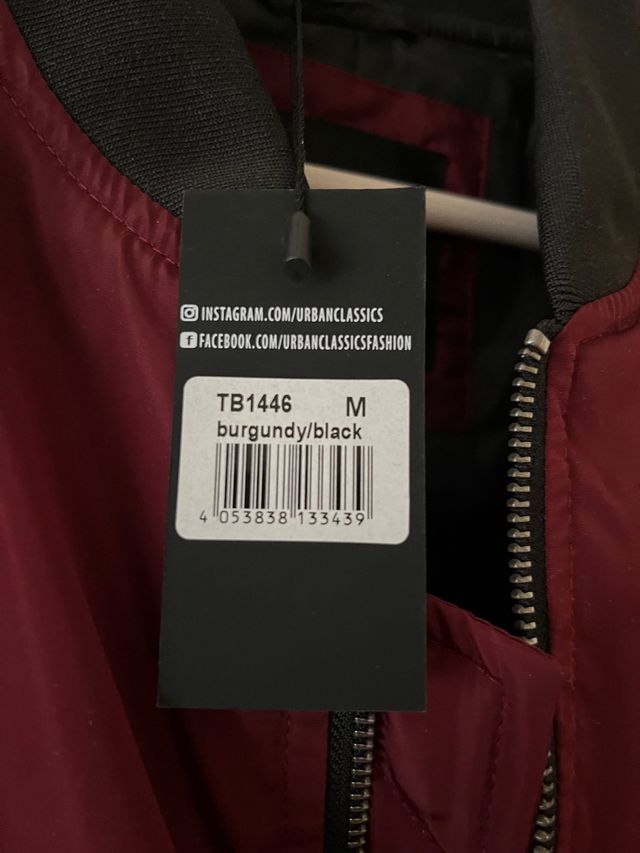 INSTAGRAM.COM/URBANCLASSICS
FACEBOOK.COM/URBANCLASSICSFASHION
TB1446 M
burgundy/black
4 053838 133439